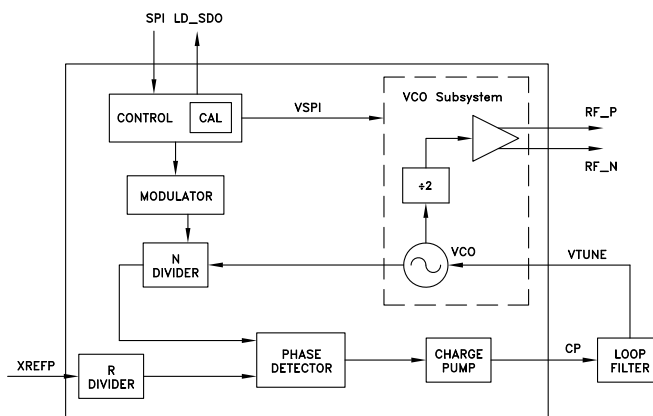 SPI LD_SDO
CONTROL
CAL
VSPI
VCO Subsystem
RF_P
RF_N
÷2
MODULATOR
N
DIVIDER
VCO
VTUNE
XREFP
R
DIVIDER
PHASE
DETECTOR
CHARGE
PUMP
CP
LOOP
FILTER